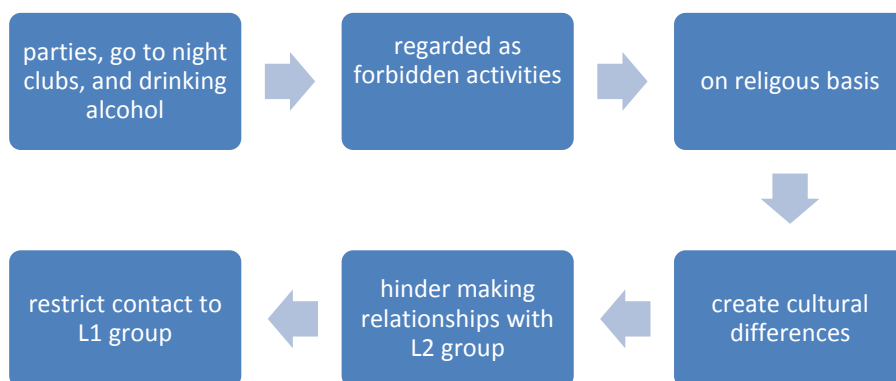 parties, go to night
clubs, and drinking
alcohol
regarded as
forbidden activities
on religous basis
create cultural
differences
hinder making
relationships with
L2 group
restrict contact to
L1 group